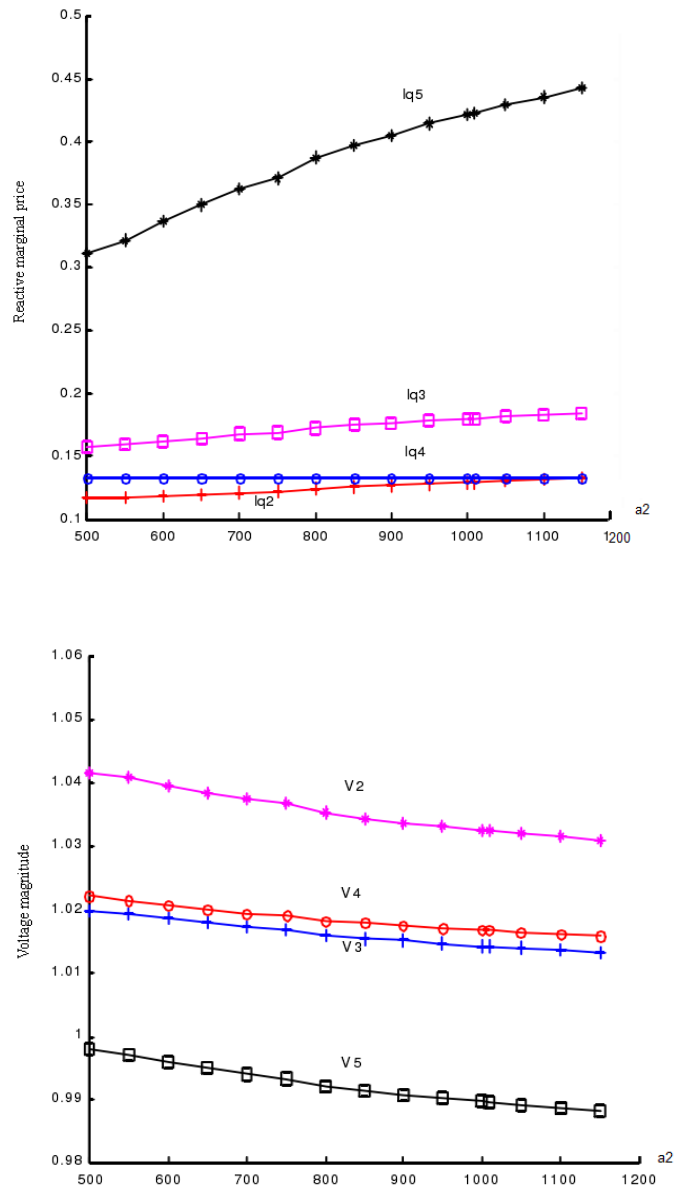 0.5
0.45
lq5
0.4
0.35
Reactive marginal price
0.3
0.25
0.2
lq3
0.15
lq4
lq2
0.1
500 600 700 800 900 1000 1100 1200
a2
1.06
1.05
1.04
V2
1.03
Voltage magnitude
V4
1.02
V3
1.01
1
V5
0.99
0.98
500 600 700 800 900 1000 1100 1200
a2